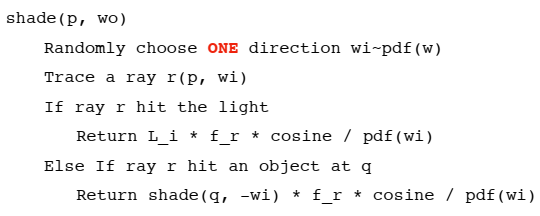 shade(p, wo)
Randomly choose ONE direction wi~pdf(w)
Trace a ray r(p, wi)
If ray r hit the light
Return L_i * f_r * cosine / pdf(wi)
Else If ray r hit an object at q
Return shade(q, -wi) * f_r * cosine / pdf(wi)